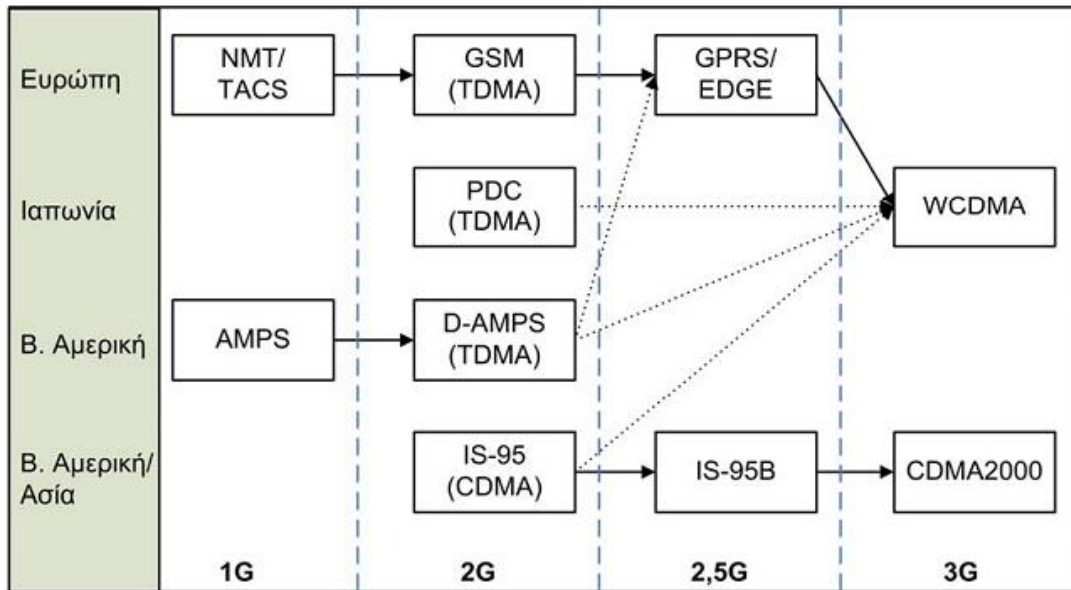 Ευρώπη
NMT/
TACS
GSM
(TDMA)
GPRS/
EDGE
Ιαπωνία
PDC
(TDMA)
WCDMA
Β. Αμερική
AMPS
D-AMPS
(TDMA)
Β. Αμερική/
Ασία
IS-95
(CDMA)
IS-95B
CDMA2000
1G
2G
2,5G
3G